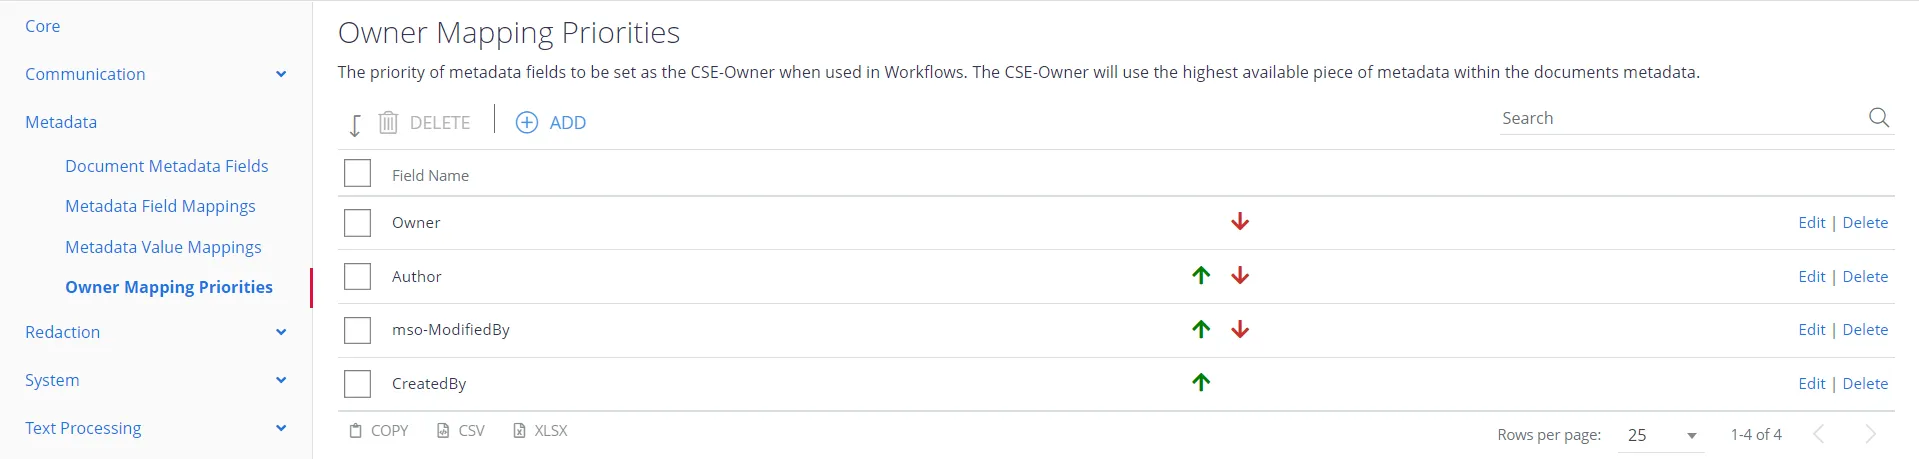 Core
Communication
Metadata
Document Metadata Fields
Metadata Field Mappings
Metadata Value Mappings
Owner Mapping Priorities
Redaction
System
Text Processing
Owner Mapping Priorities
The priority of metadata fields to be set as the CSE-Owner when used in Workflows. The CSE-Owner will use the highest available piece of metadata within the documents metadata.
DELETE | ADD
Search
Field Name
Owner Edit | Delete
Author Edit | Delete
mso-ModifiedBy Edit | Delete
CreatedBy Edit | Delete
COPY CSV XLSX
Rows per page: 25 1-4 of 4